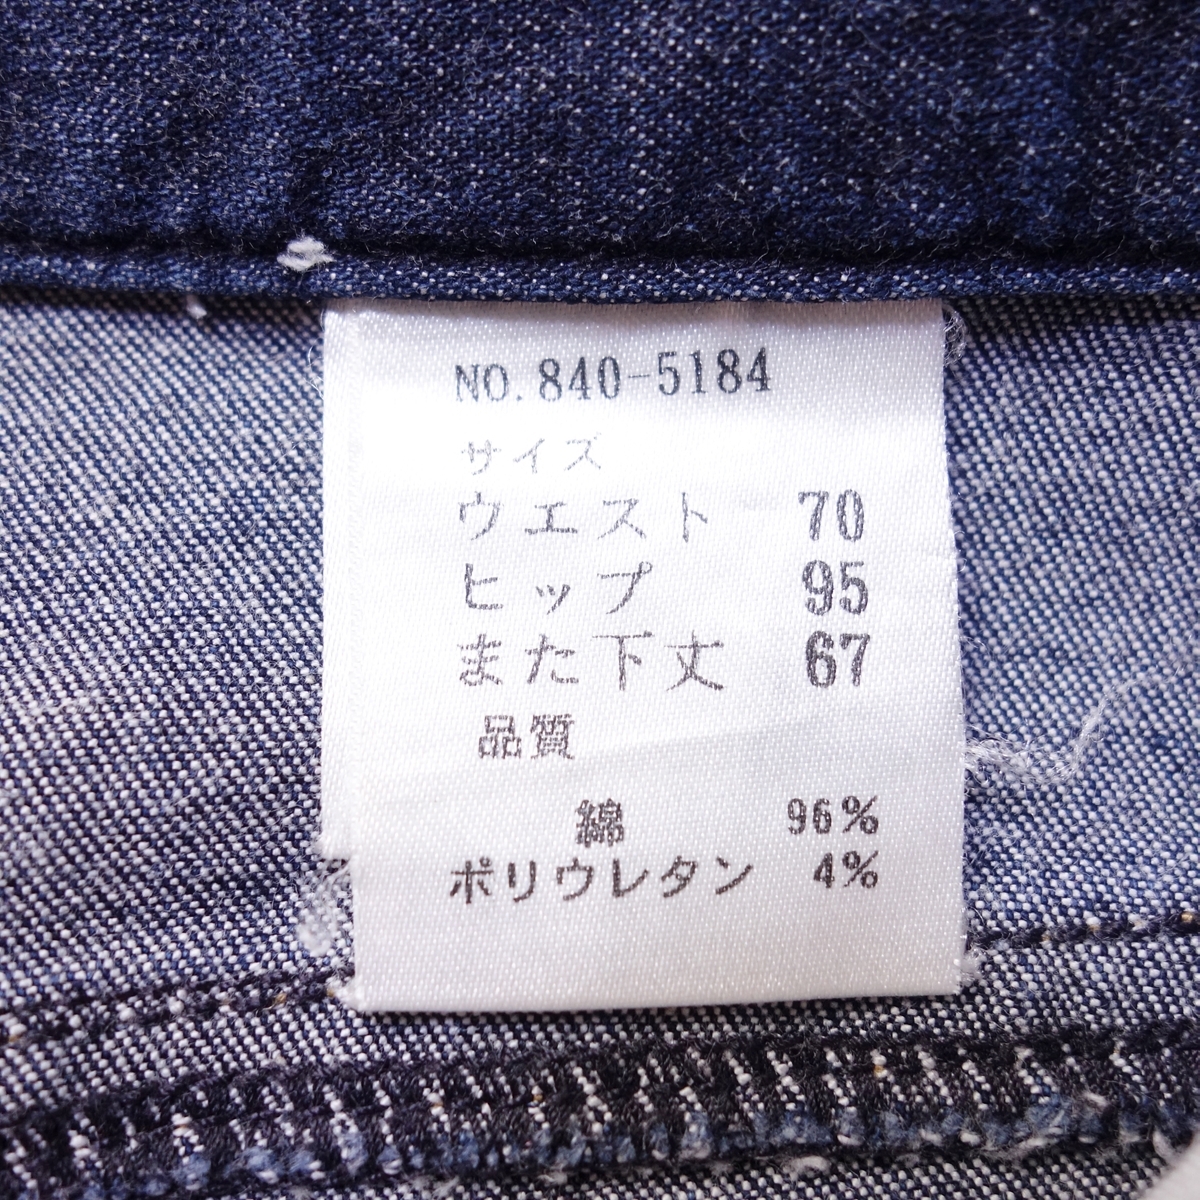 NO. 840-5184
サイズ
ウエスト 70
ヒップ 95
また下丈 67
品質
綿 96%
ポリウレタン 4%